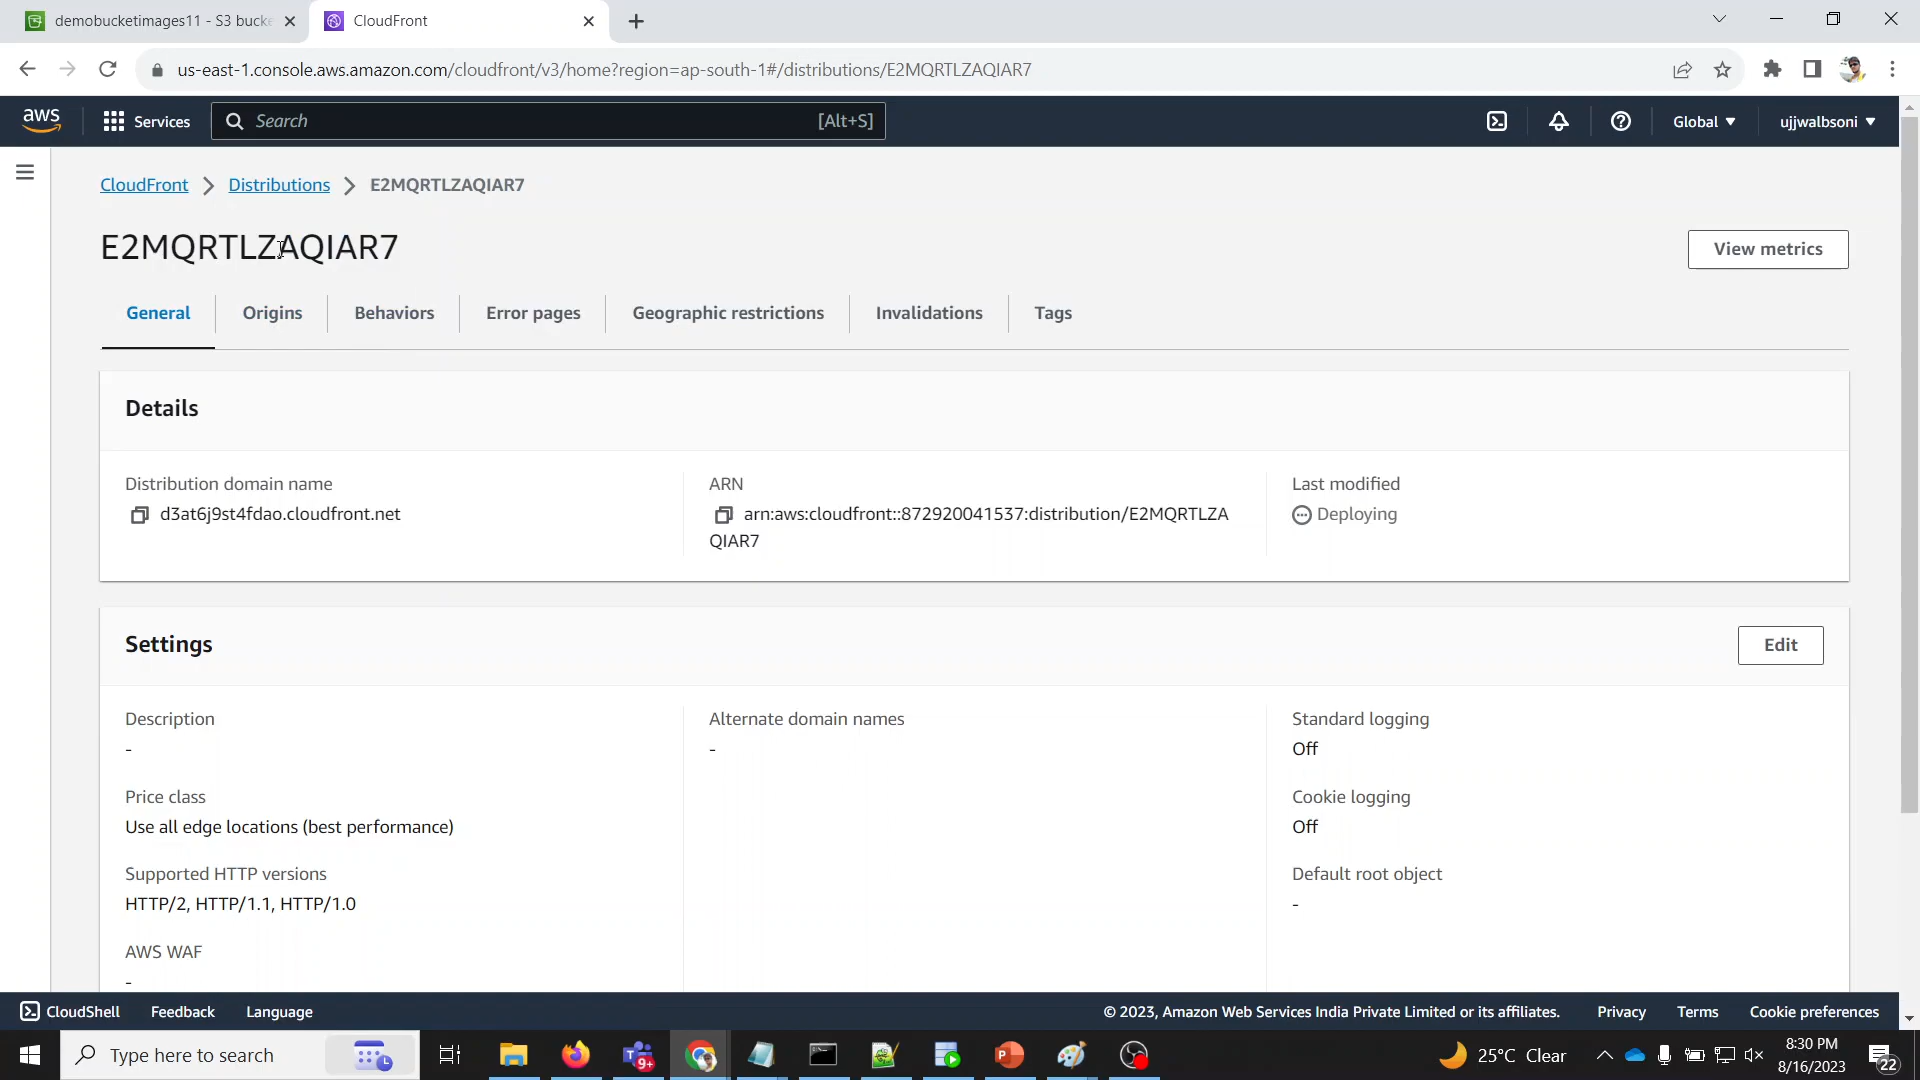 demobucketimages11 - S3 bucke
CloudFront
us-east-1.console.aws.amazon.com/cloudfront/v3/home?region=ap-south-1#/distributions/E2MQRTLZAQIAR7
aws
Services
Search
[Alt+S]
Global
ujjwalbsoni
CloudFront
Distributions
E2MQRTLZAQIAR7
E2MQRTLZAQIAR7
View metrics
General
Origins
Behaviors
Error pages
Geographic restrictions
Invalidations
Tags
Details
Distribution domain name
d3at6j9st4fdao.cloudfront.net
ARN
arn:aws:cloudfront::872920041537:distribution/E2MQRTLZA
QIAR7
Last modified
Deploying
Settings
Edit
Description
-
Price class
Use all edge locations (best performance)
Supported HTTP versions
HTTP/2, HTTP/1.1, HTTP/1.0
AWS WAF
-
Alternate domain names
-
Standard logging
Off
Cookie logging
Off
Default root object
-
CloudShell
Feedback
Language
© 2023, Amazon Web Services India Private Limited or its affiliates.
Privacy
Terms
Cookie preferences
Type here to search
9+
25°C Clear
8:30 PM
8/16/2023
22